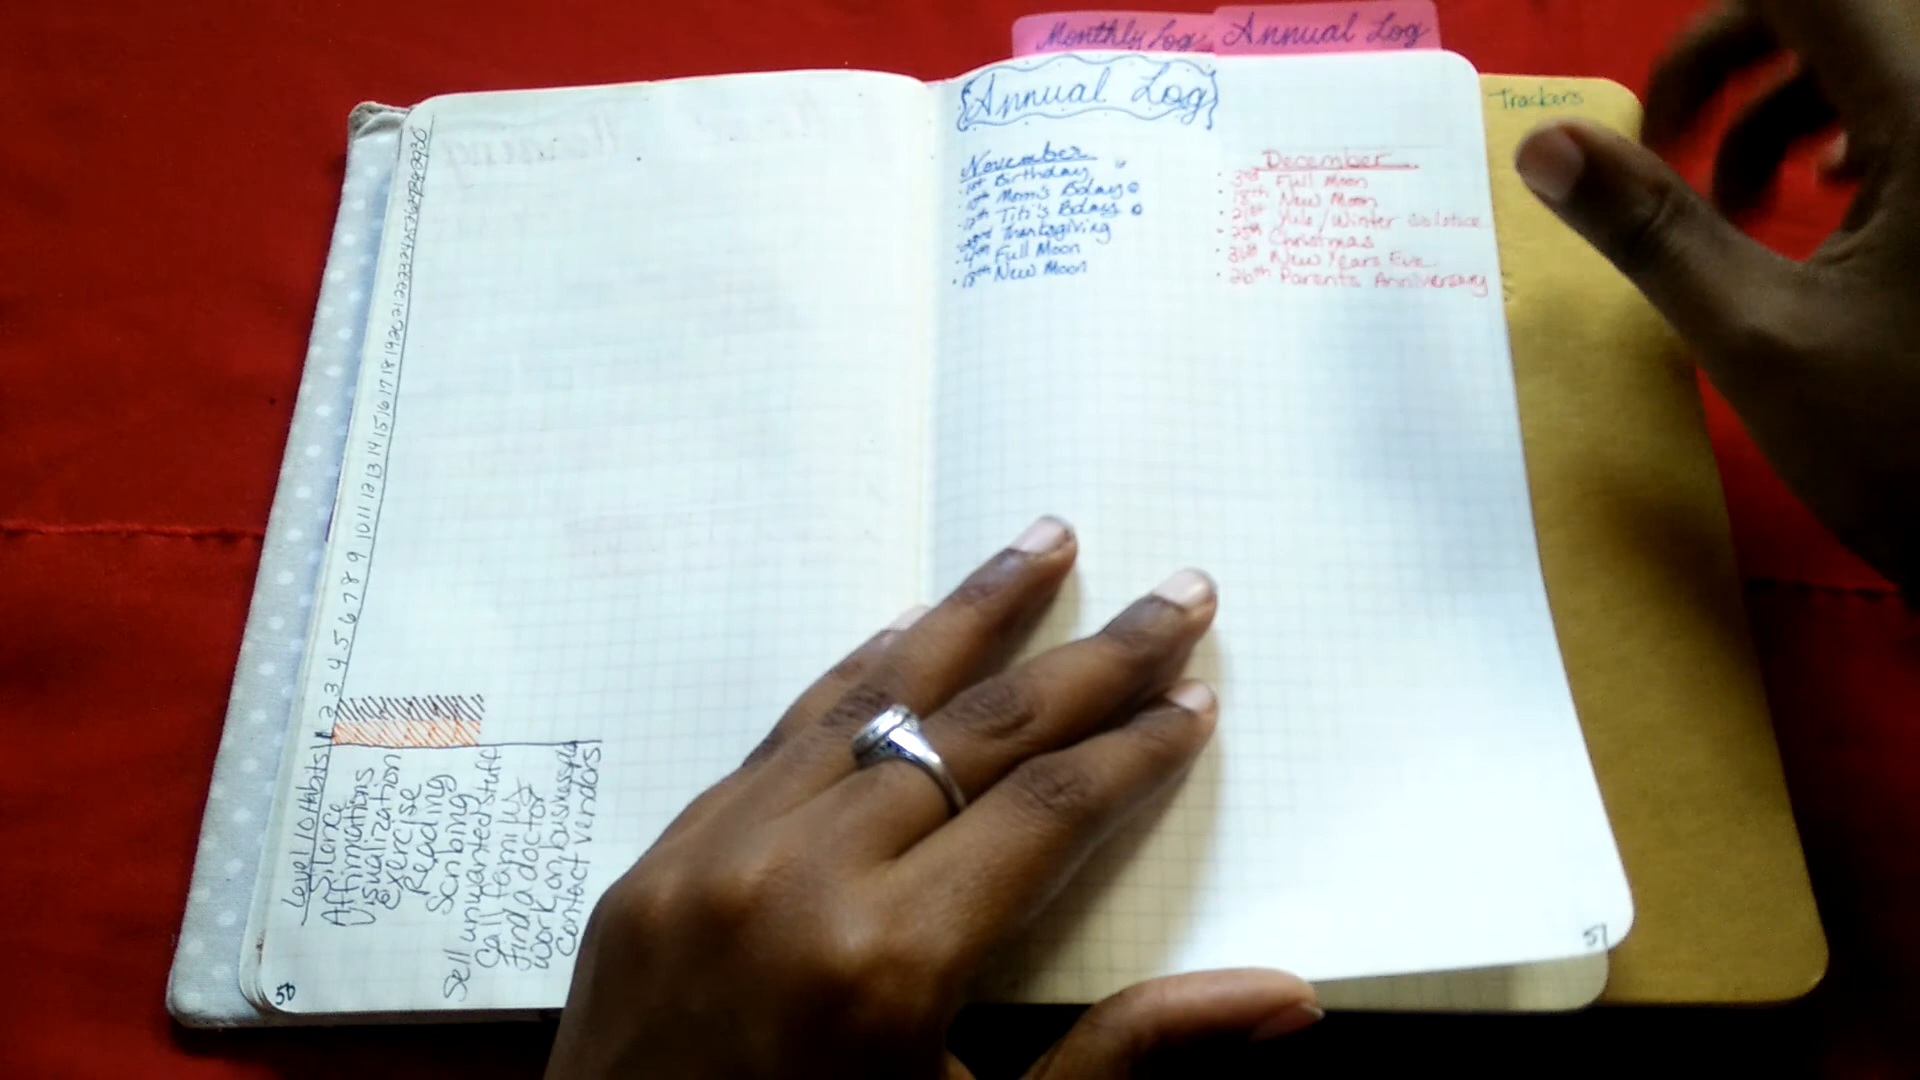 Monthly Log
Annual Log
Trackers
Annual Log
November
1st Birthday
10th Mom's Bday
12th Titi's Bday
23rd Thanksgiving
4th Full Moon
18th New Moon
December
3rd Full Moon
18th New Moon
21st Yule/Winter Solstice
25th Christmas
31st New Years Eve
26th Parents Anniversary
57
1 2 3 4 5 6 7 8 9 10 11 12 13 14 15 16 17 18 19 20 21 22 23 24 25 26 27 28 29 30
Level 10 Habits
Silence
Affirmations
Visualization
Exercise
Reading
Scribing
Sell unwanted stuff
Call family
Find a doctor
Work on business
Contact vendors
50